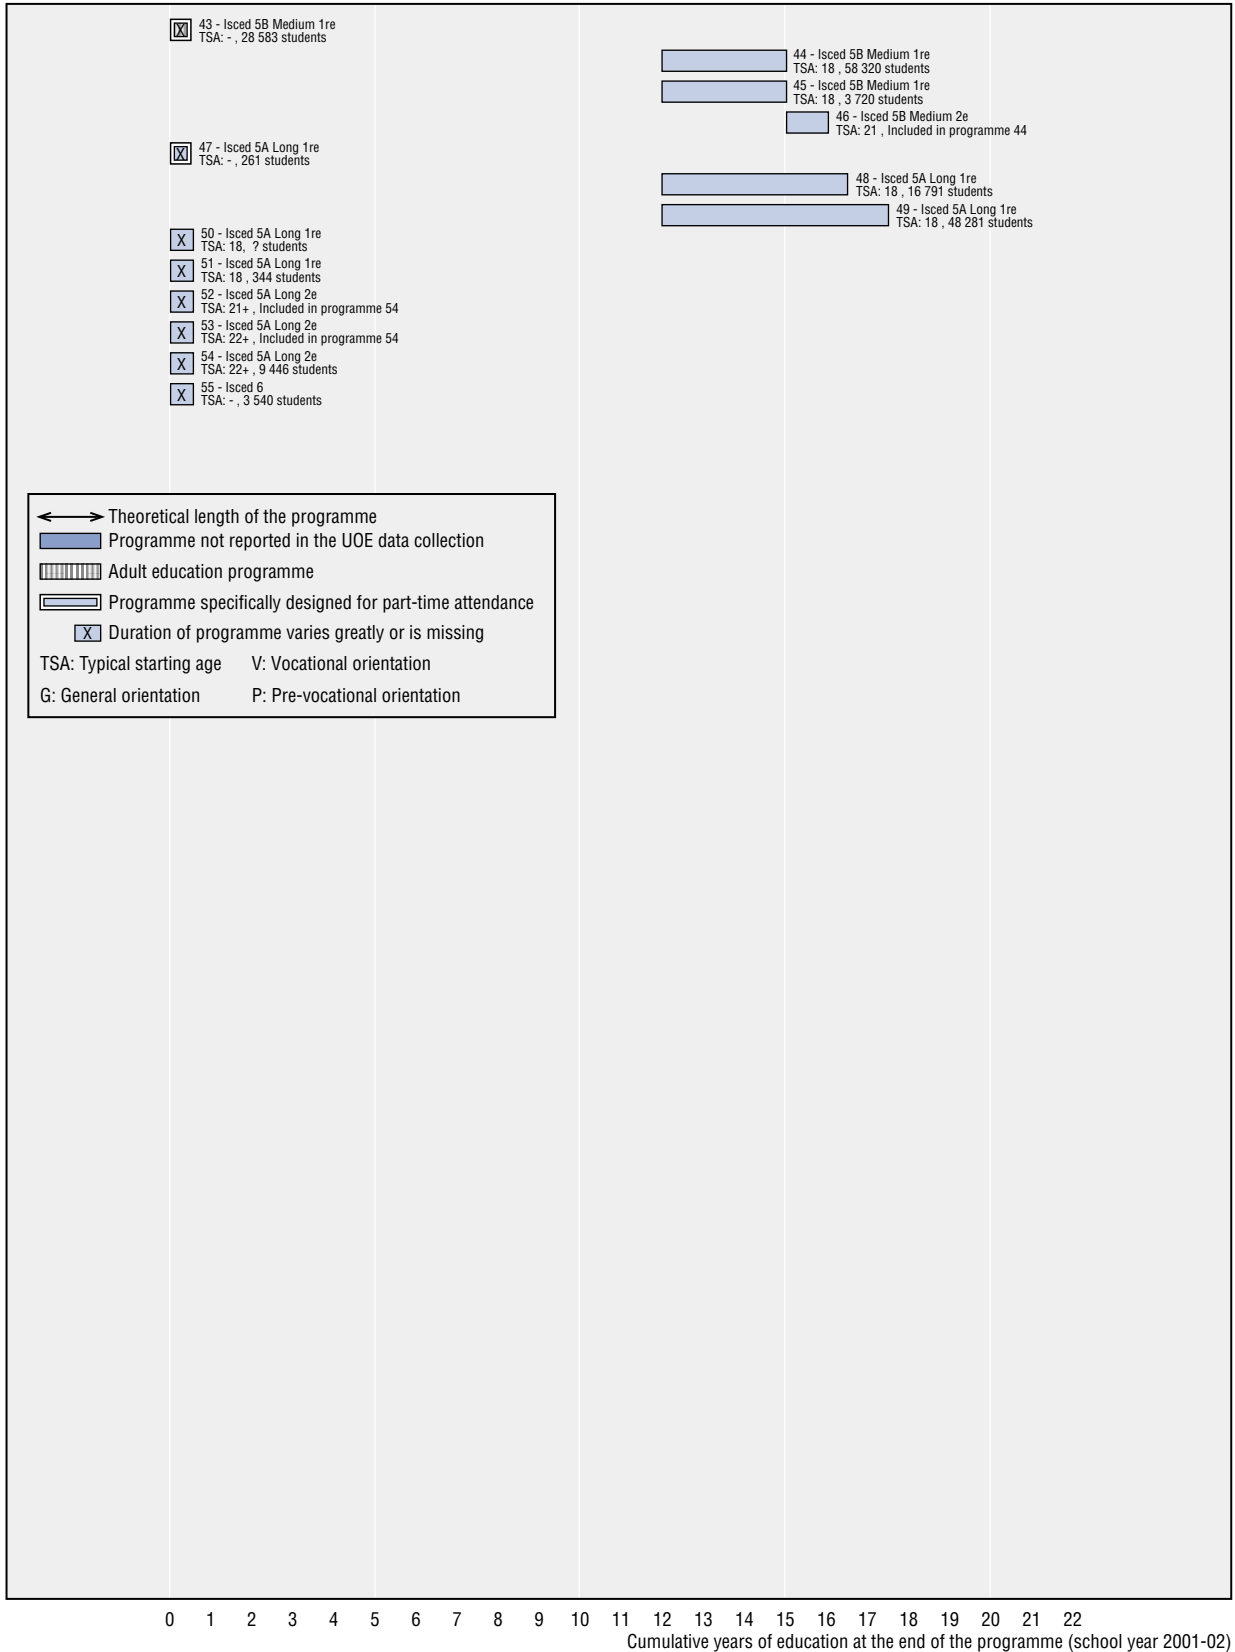 43 - Isced 5B Medium 1re
TSA: - , 28 583 students
44 - Isced 5B Medium 1re
TSA: 18 , 58 320 students
45 - Isced 5B Medium 1re
TSA: 18 , 3 720 students
46 - Isced 5B Medium 2e
TSA: 21 , Included in programme 44
47 - Isced 5A Long 1re
TSA: - , 261 students
48 - Isced 5A Long 1re
TSA: 18 , 16 791 students
49 - Isced 5A Long 1re
TSA: 18 , 48 281 students
X 50 - Isced 5A Long 1re
TSA: 18, ? students
X 51 - Isced 5A Long 1re
TSA: 18 , 344 students
X 52 - Isced 5A Long 2e
TSA: 21+ , Included in programme 54
X 53 - Isced 5A Long 2e
TSA: 22+ , Included in programme 54
X 54 - Isced 5A Long 2e
TSA: 22+ , 9 446 students
X 55 - Isced 6
TSA: - , 3 540 students
Theoretical length of the programme
Programme not reported in the UOE data collection
Adult education programme
Programme specifically designed for part-time attendance
X Duration of programme varies greatly or is missing
TSA: Typical starting age V: Vocational orientation
G: General orientation P: Pre-vocational orientation
0 1 2 3 4 5 6 7 8 9 10 11 12 13 14 15 16 17 18 19 20 21 22
Cumulative years of education at the end of the programme (school year 2001-02)